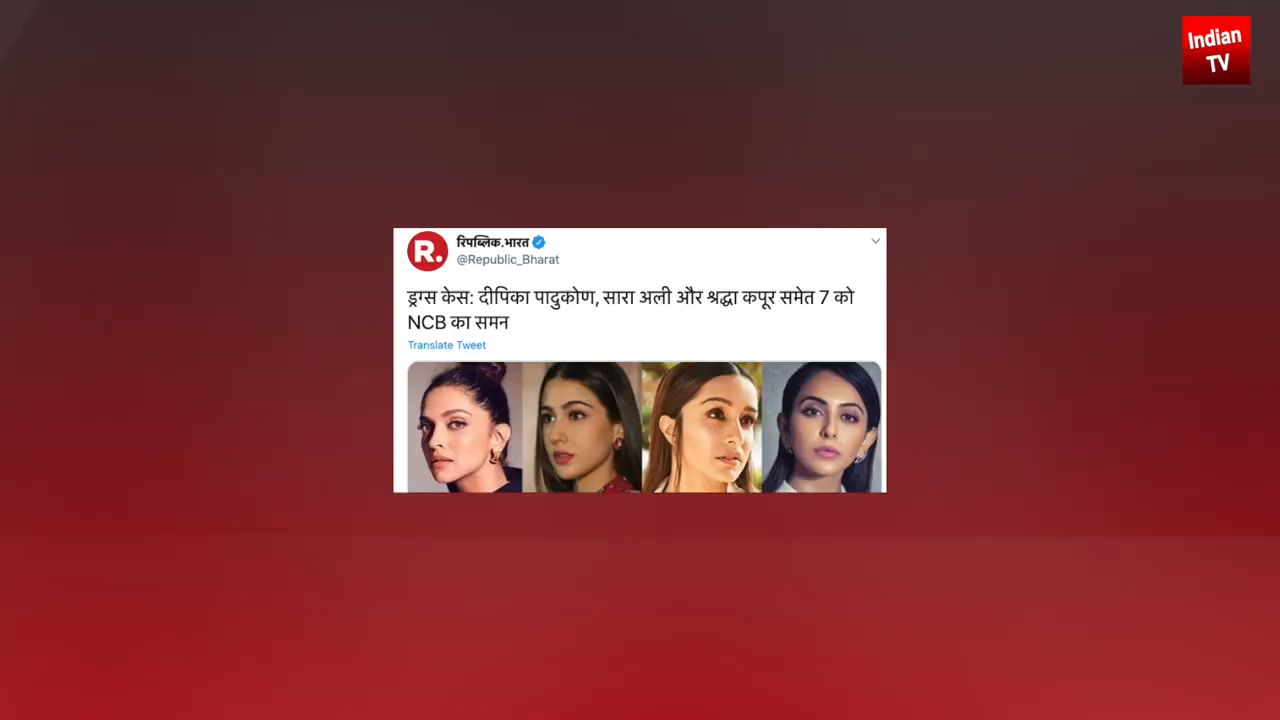 Indian
TV
R.
रिपब्लिक.भारत
@Republic_Bharat
ड्रग्स केस: दीपिका पादुकोण, सारा अली और श्रद्धा कपूर समेत 7 को
NCB का समन
Translate Tweet